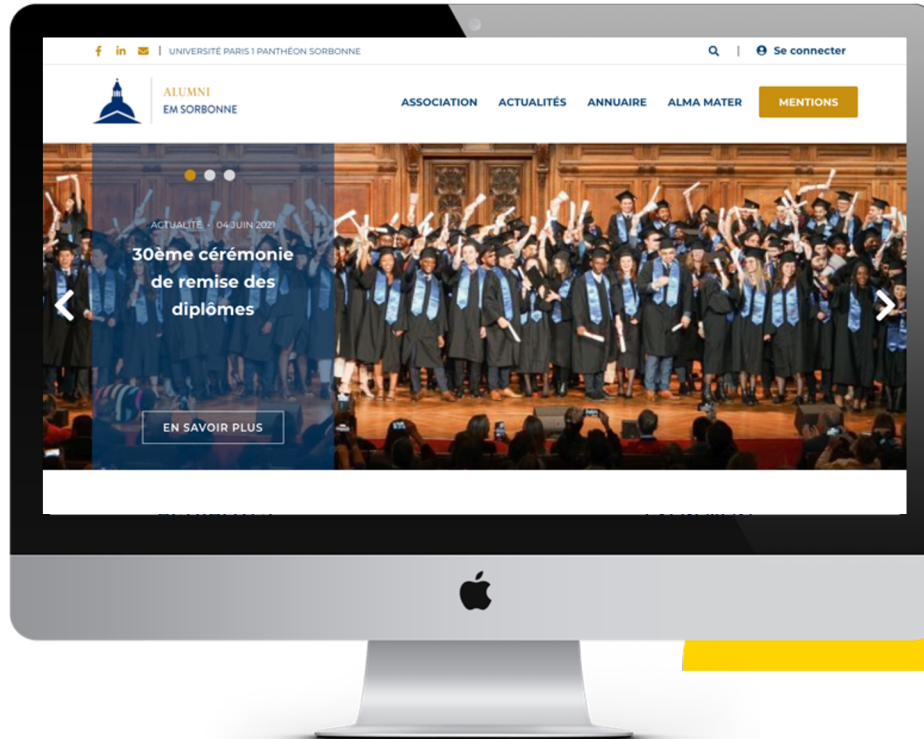 UNIVERSITÉ PARIS 1 PANTHÉON SORBONNE
Se connecter
ALUMNI
EM SORBONNE
ASSOCIATION
ACTUALITÉS
ANNUAIRE
ALMA MATER
MENTIONS
ACTUALITÉ - 04 JUIN 2021
30ème cérémonie
de remise des
diplômes
EN SAVOIR PLUS